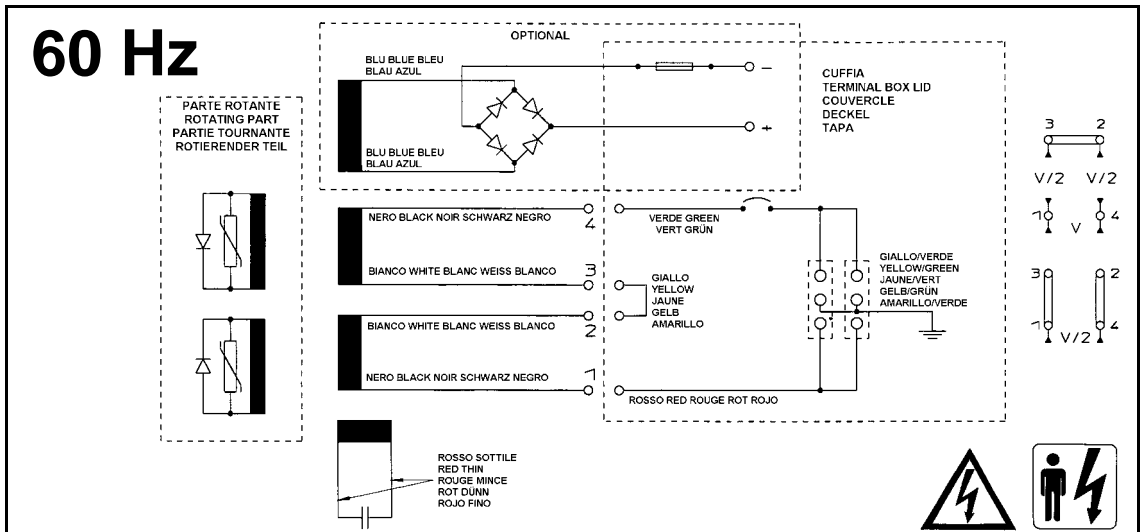 60 Hz
OPTIONAL
BLU BLUE BLEU
BLAU AZUL
BLU BLUE BLEU
BLAU AZUL
−
+
CUFFIA
TERMINAL BOX LID
COUVERCLE
DECKEL
TAPA
PARTE ROTANTE
ROTATING PART
PARTIE TOURNANTE
ROTIERENDER TEIL
NERO BLACK NOIR SCHWARZ NEGRO
4
BIANCO WHITE BLANC WEISS BLANCO
3
BIANCO WHITE BLANC WEISS BLANCO
2
NERO BLACK NOIR SCHWARZ NEGRO
1
VERDE GREEN
VERT GRÜN
GIALLO
YELLOW
JAUNE
GELB
AMARILLO
GIALLO/VERDE
YELLOW/GREEN
JAUNE/VERT
GELB/GRÜN
AMARILLO/VERDE
ROSSO RED ROUGE ROT ROJO
ROSSO SOTTILE
RED THIN
ROUGE MINCE
ROT DÜNN
ROJO FINO
3 2
V/2 V/2
1 V 4
3 2
1 V/2 4